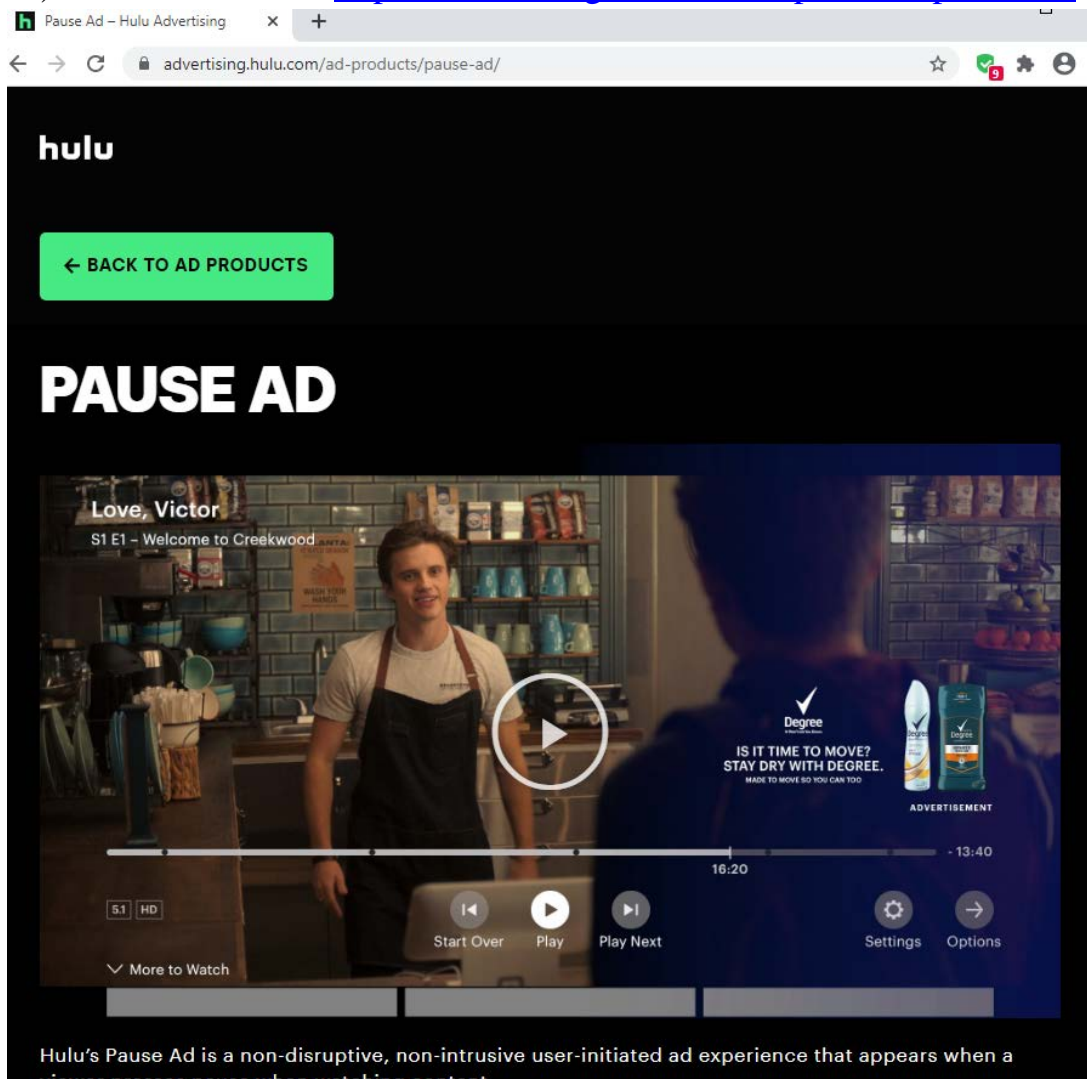 Pause Ad – Hulu Advertising
advertising.hulu.com/ad-products/pause-ad/
9
hulu
← BACK TO AD PRODUCTS
PAUSE AD
Love, Victor
S1 E1 – Welcome to Creekwood
WASH YOUR
HANDS
Degree
IS IT TIME TO MOVE?
STAY DRY WITH DEGREE.
MADE TO MOVE SO YOU CAN TOO
Degree
Degree
ADVERTISEMENT
- 13:40
16:20
5.1 HD
Start Over Play Play Next Settings Options
More to Watch
Hulu's Pause Ad is a non-disruptive, non-intrusive user-initiated ad experience that appears when a